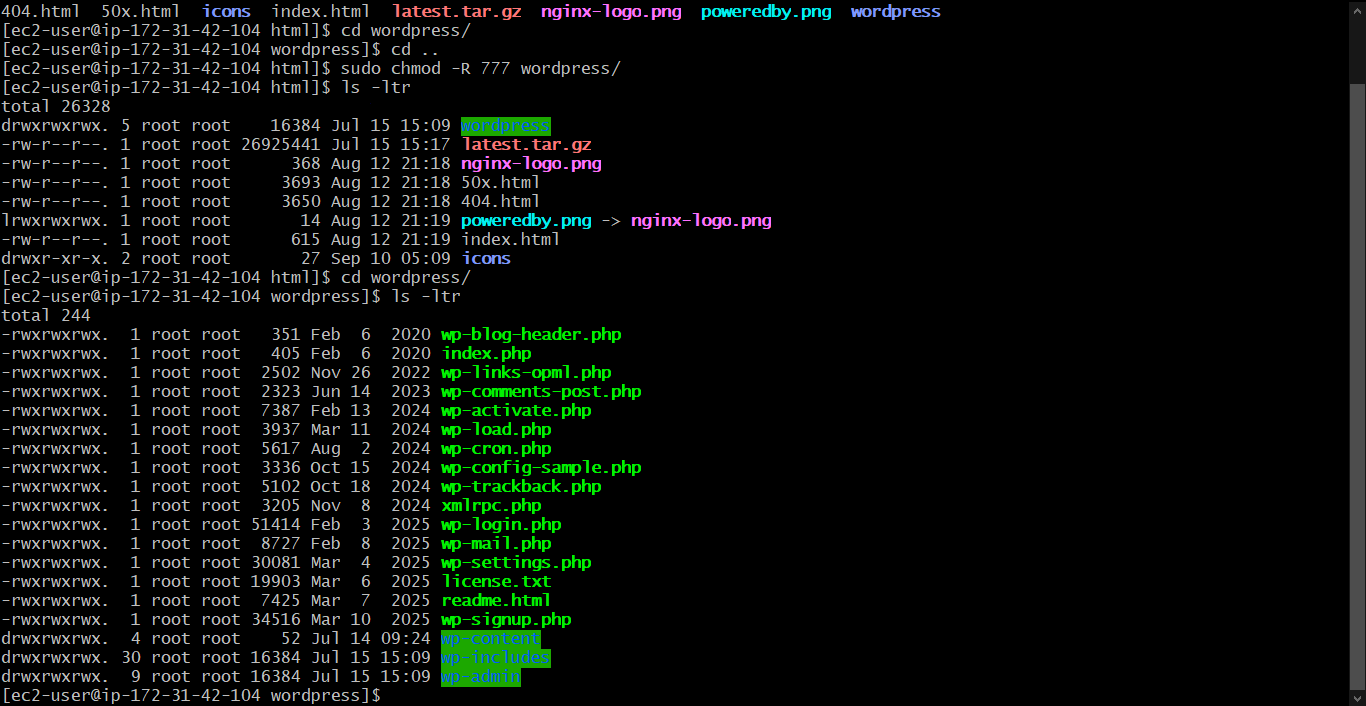 404.html  50x.html  icons  index.html  latest.tar.gz  nginx-logo.png  poweredby.png  wordpress
[ec2-user@ip-172-31-42-104 html]$ cd wordpress/
[ec2-user@ip-172-31-42-104 wordpress]$ cd ..
[ec2-user@ip-172-31-42-104 html]$ sudo chmod -R 777 wordpress/
[ec2-user@ip-172-31-42-104 html]$ ls -ltr
total 26328
drwxrwxrwx. 5 root root    16384 Jul 15 15:09 wordpress
-rw-r--r--. 1 root root 26925441 Jul 15 15:17 latest.tar.gz
-rw-r--r--. 1 root root      368 Aug 12 21:18 nginx-logo.png
-rw-r--r--. 1 root root     3693 Aug 12 21:18 50x.html
-rw-r--r--. 1 root root     3650 Aug 12 21:18 404.html
lrwxrwxrwx. 1 root root       14 Aug 12 21:19 poweredby.png -> nginx-logo.png
-rw-r--r--. 1 root root      615 Aug 12 21:19 index.html
drwxr-xr-x. 2 root root       27 Sep 10 05:09 icons
[ec2-user@ip-172-31-42-104 html]$ cd wordpress/
[ec2-user@ip-172-31-42-104 wordpress]$ ls -ltr
total 244
-rwxrwxrwx.  1 root root   351 Feb  6  2020 wp-blog-header.php
-rwxrwxrwx.  1 root root   405 Feb  6  2020 index.php
-rwxrwxrwx.  1 root root  2502 Nov 26  2022 wp-links-opml.php
-rwxrwxrwx.  1 root root  2323 Jun 14  2023 wp-comments-post.php
-rwxrwxrwx.  1 root root  7387 Feb 13  2024 wp-activate.php
-rwxrwxrwx.  1 root root  3937 Mar 11  2024 wp-load.php
-rwxrwxrwx.  1 root root  5617 Aug  2  2024 wp-cron.php
-rwxrwxrwx.  1 root root  3336 Oct 15  2024 wp-config-sample.php
-rwxrwxrwx.  1 root root  5102 Oct 18  2024 wp-trackback.php
-rwxrwxrwx.  1 root root  3205 Nov  8  2024 xmlrpc.php
-rwxrwxrwx.  1 root root 51414 Feb  3  2025 wp-login.php
-rwxrwxrwx.  1 root root  8727 Feb  8  2025 wp-mail.php
-rwxrwxrwx.  1 root root 30081 Mar  4  2025 wp-settings.php
-rwxrwxrwx.  1 root root 19903 Mar  6  2025 license.txt
-rwxrwxrwx.  1 root root  7425 Mar  7  2025 readme.html
-rwxrwxrwx.  1 root root 34516 Mar 10  2025 wp-signup.php
drwxrwxrwx.  4 root root    52 Jul 14 09:24 wp-content
drwxrwxrwx. 30 root root 16384 Jul 15 15:09 wp-includes
drwxrwxrwx.  9 root root 16384 Jul 15 15:09 wp-admin
[ec2-user@ip-172-31-42-104 wordpress]$